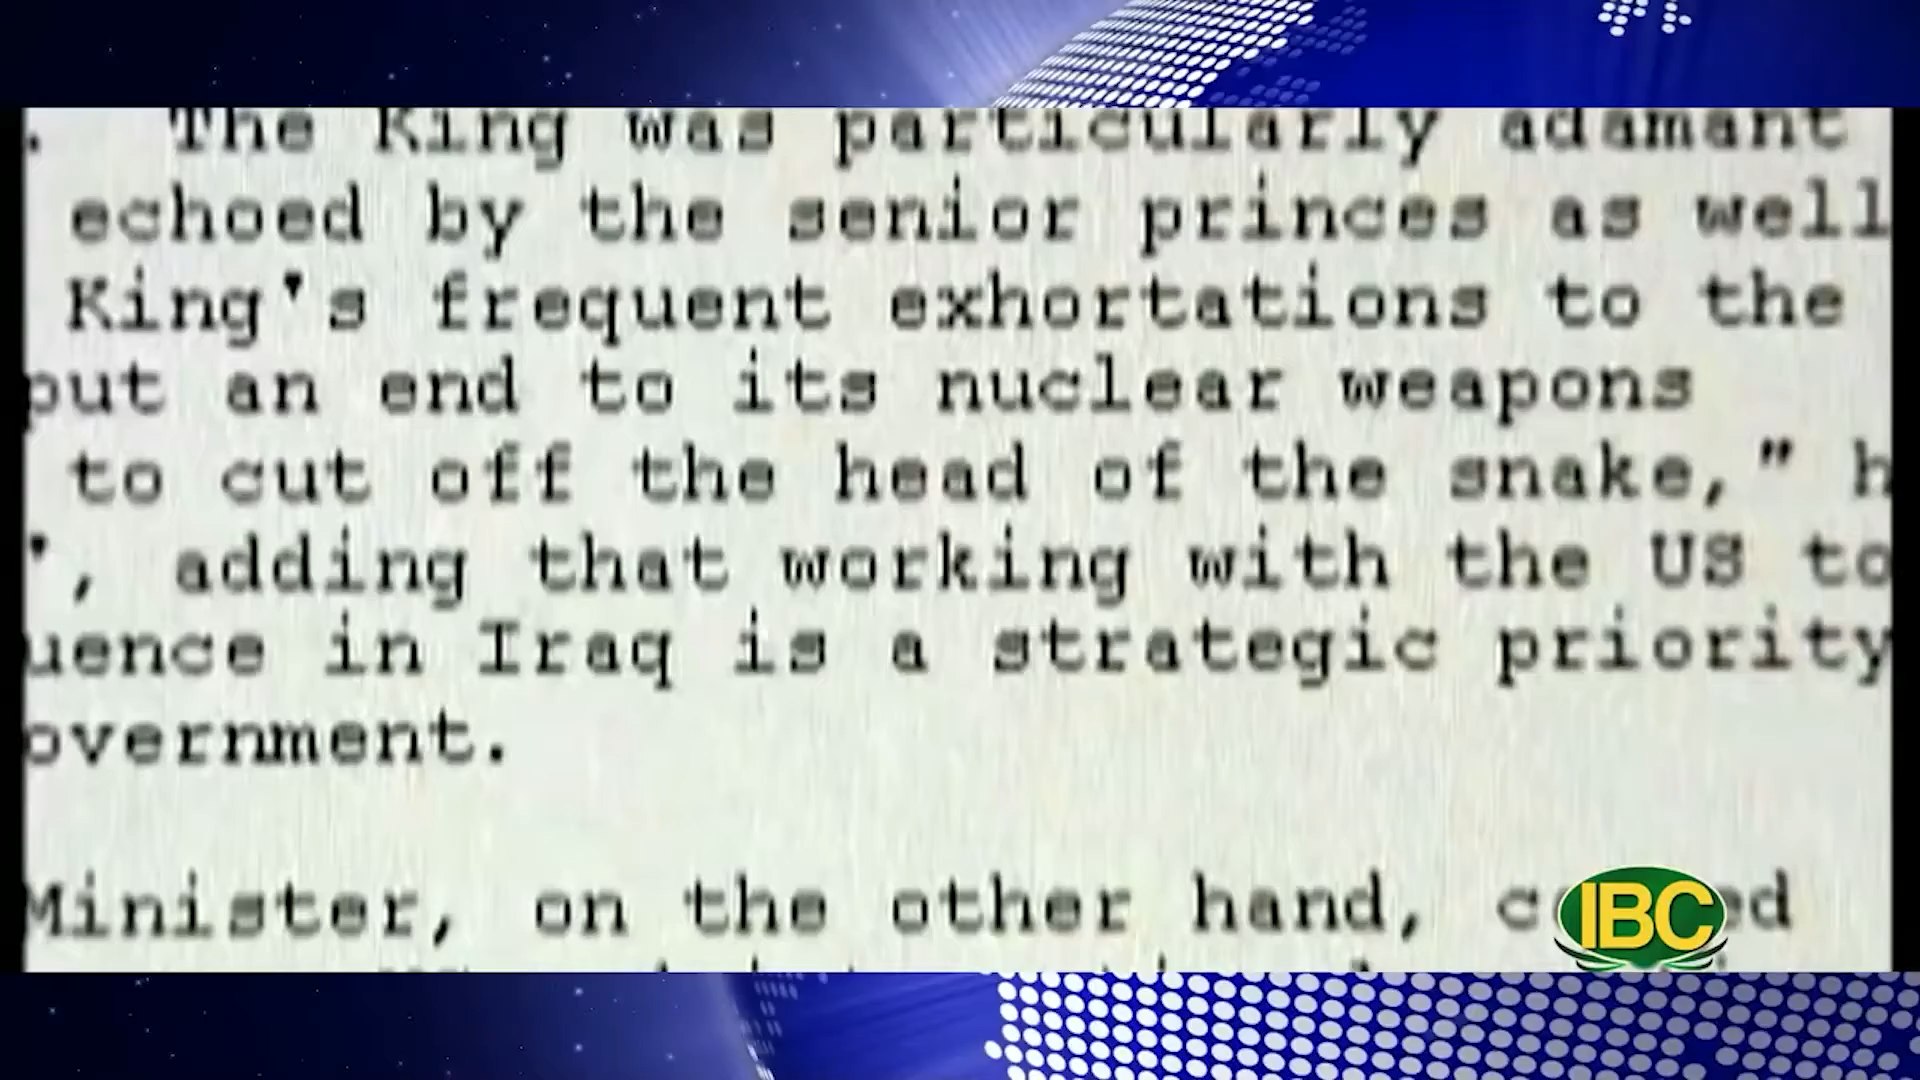 . The King was particularly adamant
echoed by the senior princes as well
King's frequent exhortations to the
put an end to its nuclear weapons
to cut off the head of the snake," h
', adding that working with the US to
uence in Iraq is a strategic priority
overnment.
Minister, on the other hand,
IBC